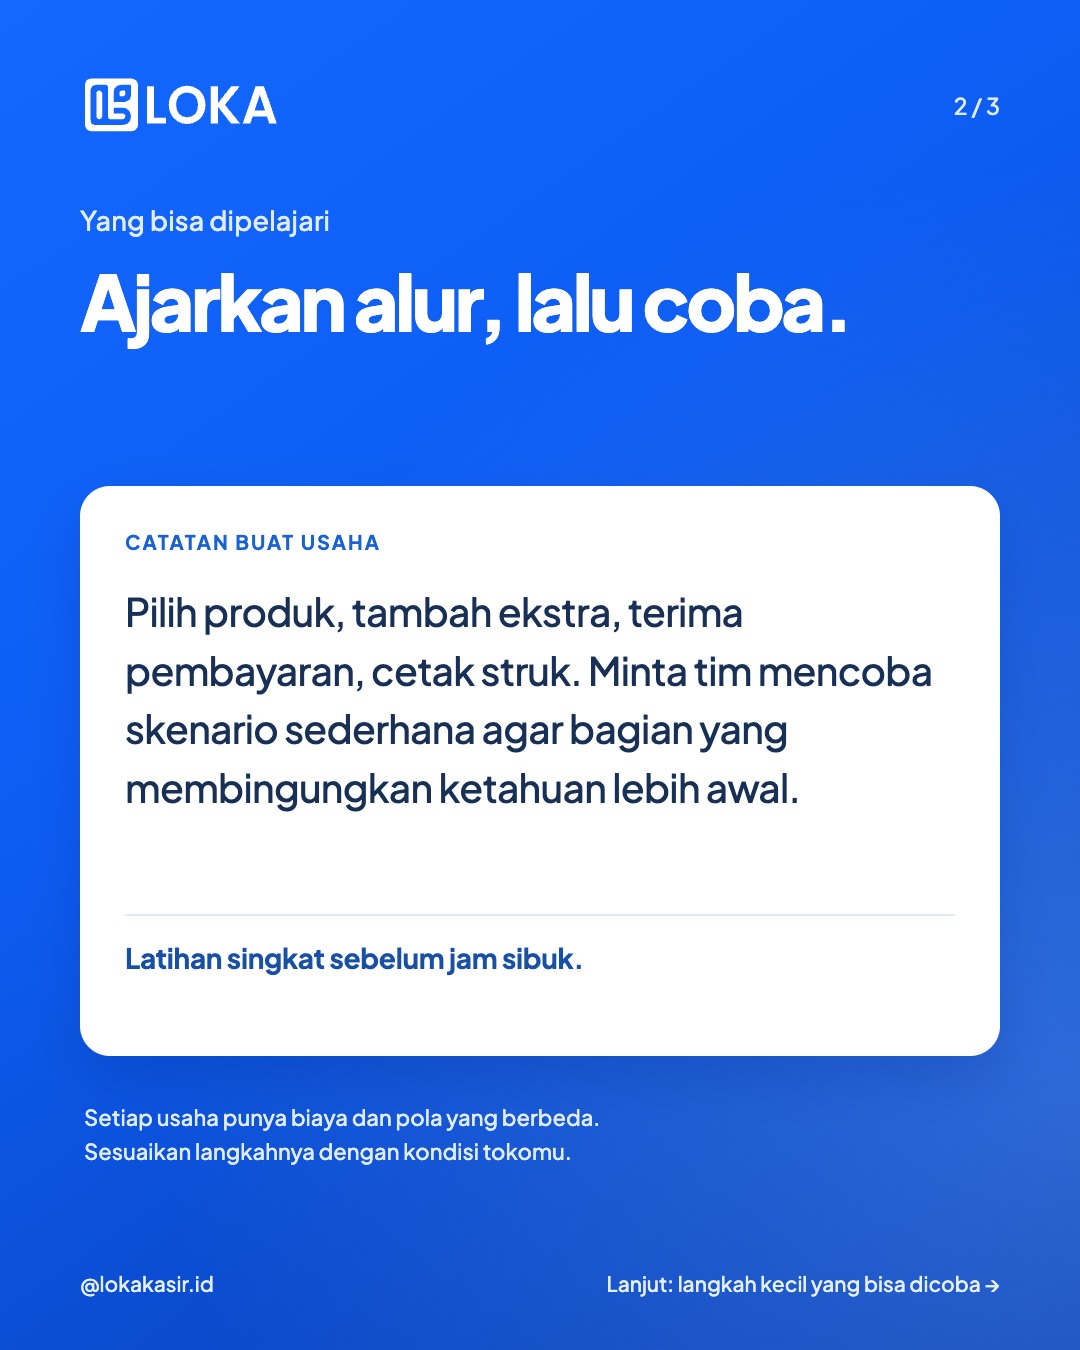 LOKA
2/3
Yang bisa dipelajari
Ajarkan alur, lalu coba.
CATATAN BUAT USAHA
Pilih produk, tambah ekstra, terima
pembayaran, cetak struk. Minta tim mencoba
skenario sederhana agar bagian yang
membingungkan ketahuan lebih awal.
Latihan singkat sebelum jam sibuk.
Setiap usaha punya biaya dan pola yang berbeda.
Sesuaikan langkahnya dengan kondisi tokomu.
@lokakasir.id
Lanjut: langkah kecil yang bisa dicoba →